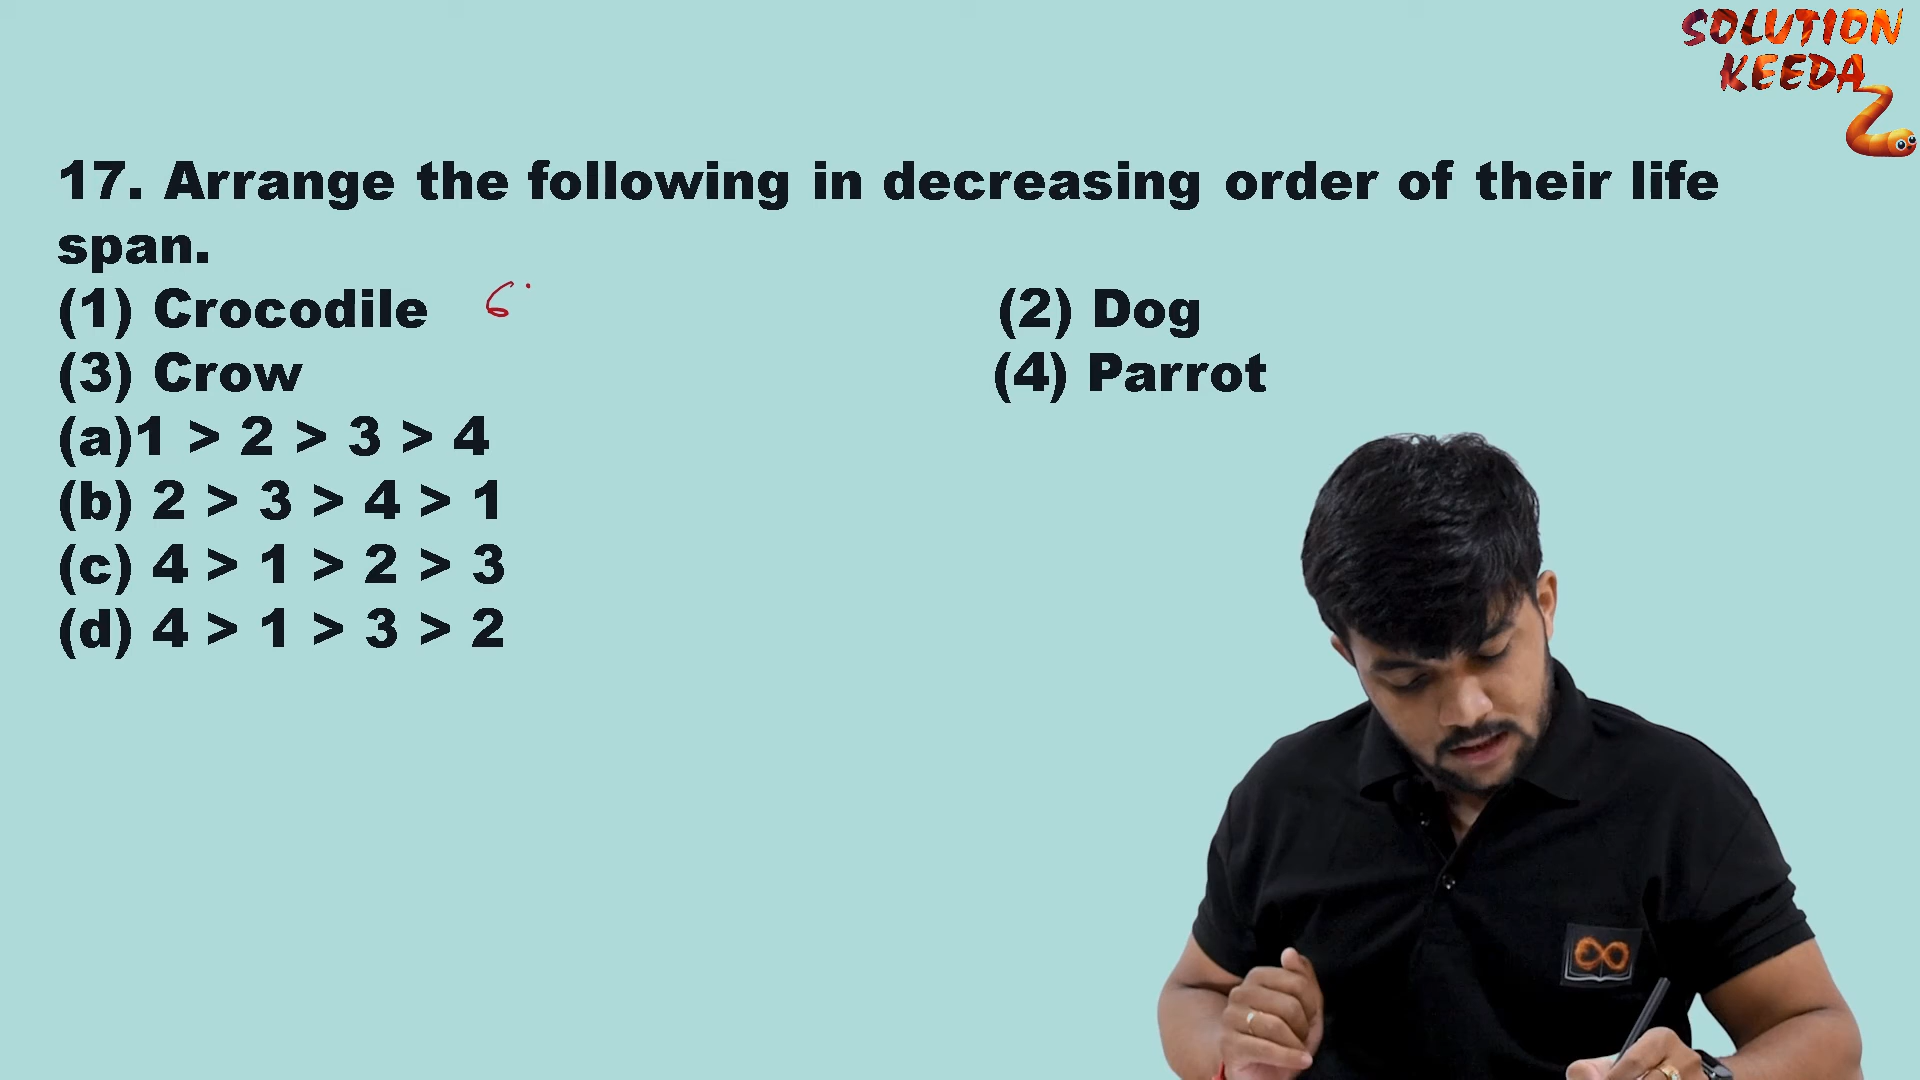 SOLUTION
KEEDA
17. Arrange the following in decreasing order of their life
span.
(1) Crocodile 6 (2) Dog
(3) Crow (4) Parrot
(a)1 > 2 > 3 > 4
(b) 2 > 3 > 4 > 1
(c) 4 > 1 > 2 > 3
(d) 4 > 1 > 3 > 2